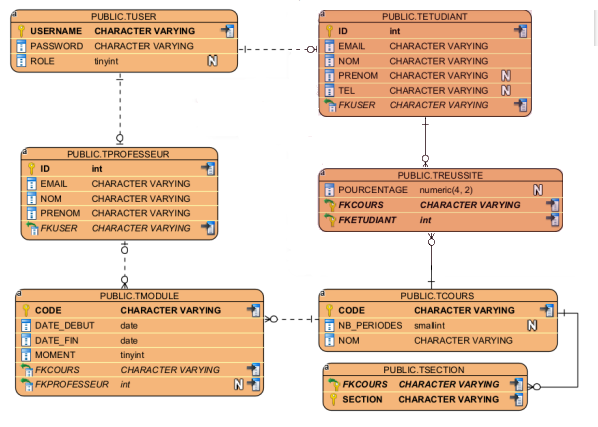 PUBLIC.TUSER
USERNAME CHARACTER VARYING
PASSWORD CHARACTER VARYING
ROLE tinyint N
PUBLIC.TETUDIANT
ID int
EMAIL CHARACTER VARYING
NOM CHARACTER VARYING
PRENOM CHARACTER VARYING N
TEL CHARACTER VARYING N
FKUSER CHARACTER VARYING
PUBLIC.TPROFESSEUR
ID int
EMAIL CHARACTER VARYING
NOM CHARACTER VARYING
PRENOM CHARACTER VARYING
FKUSER CHARACTER VARYING
PUBLIC.TREUSSITE
POURCENTAGE numeric(4, 2) N
FKCOURS CHARACTER VARYING
FKETUDIANT int
PUBLIC.TMODULE
CODE CHARACTER VARYING
DATE_DEBUT date
DATE_FIN date
MOMENT tinyint
FKCOURS CHARACTER VARYING
FKPROFESSEUR int N
PUBLIC.TCOURS
CODE CHARACTER VARYING
NB_PERIODES smallint N
NOM CHARACTER VARYING
PUBLIC.TSECTION
FKCOURS CHARACTER VARYING
SECTION CHARACTER VARYING